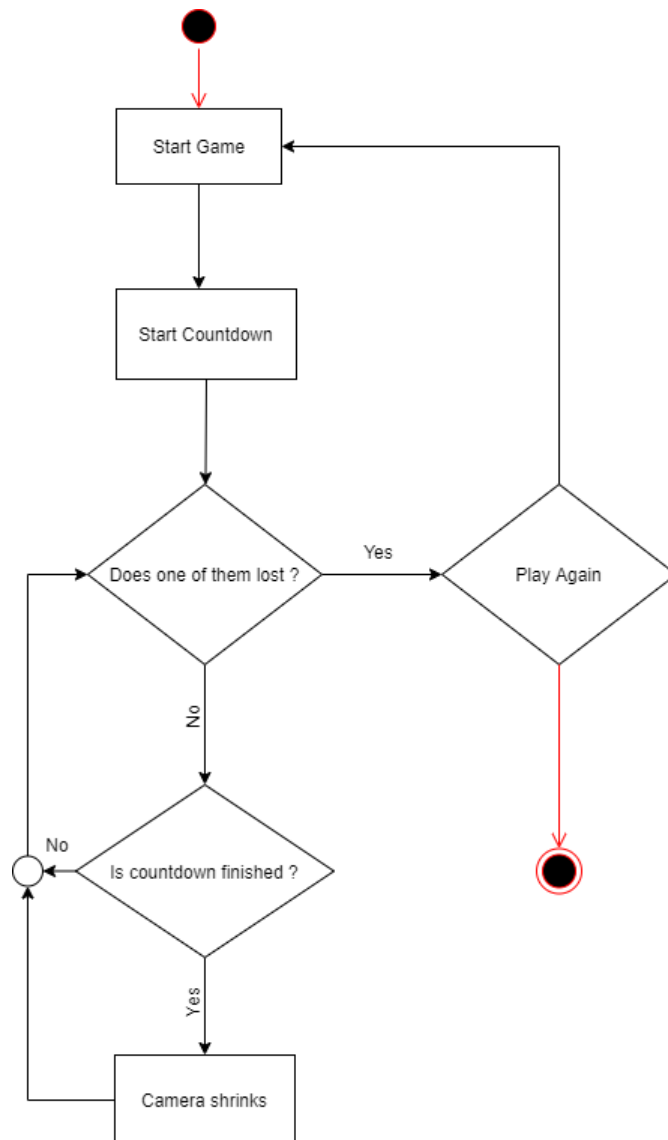 Start Game
Start Countdown
Does one of them lost ?
Yes
Play Again
No
Is countdown finished ?
No
Yes
Camera shrinks